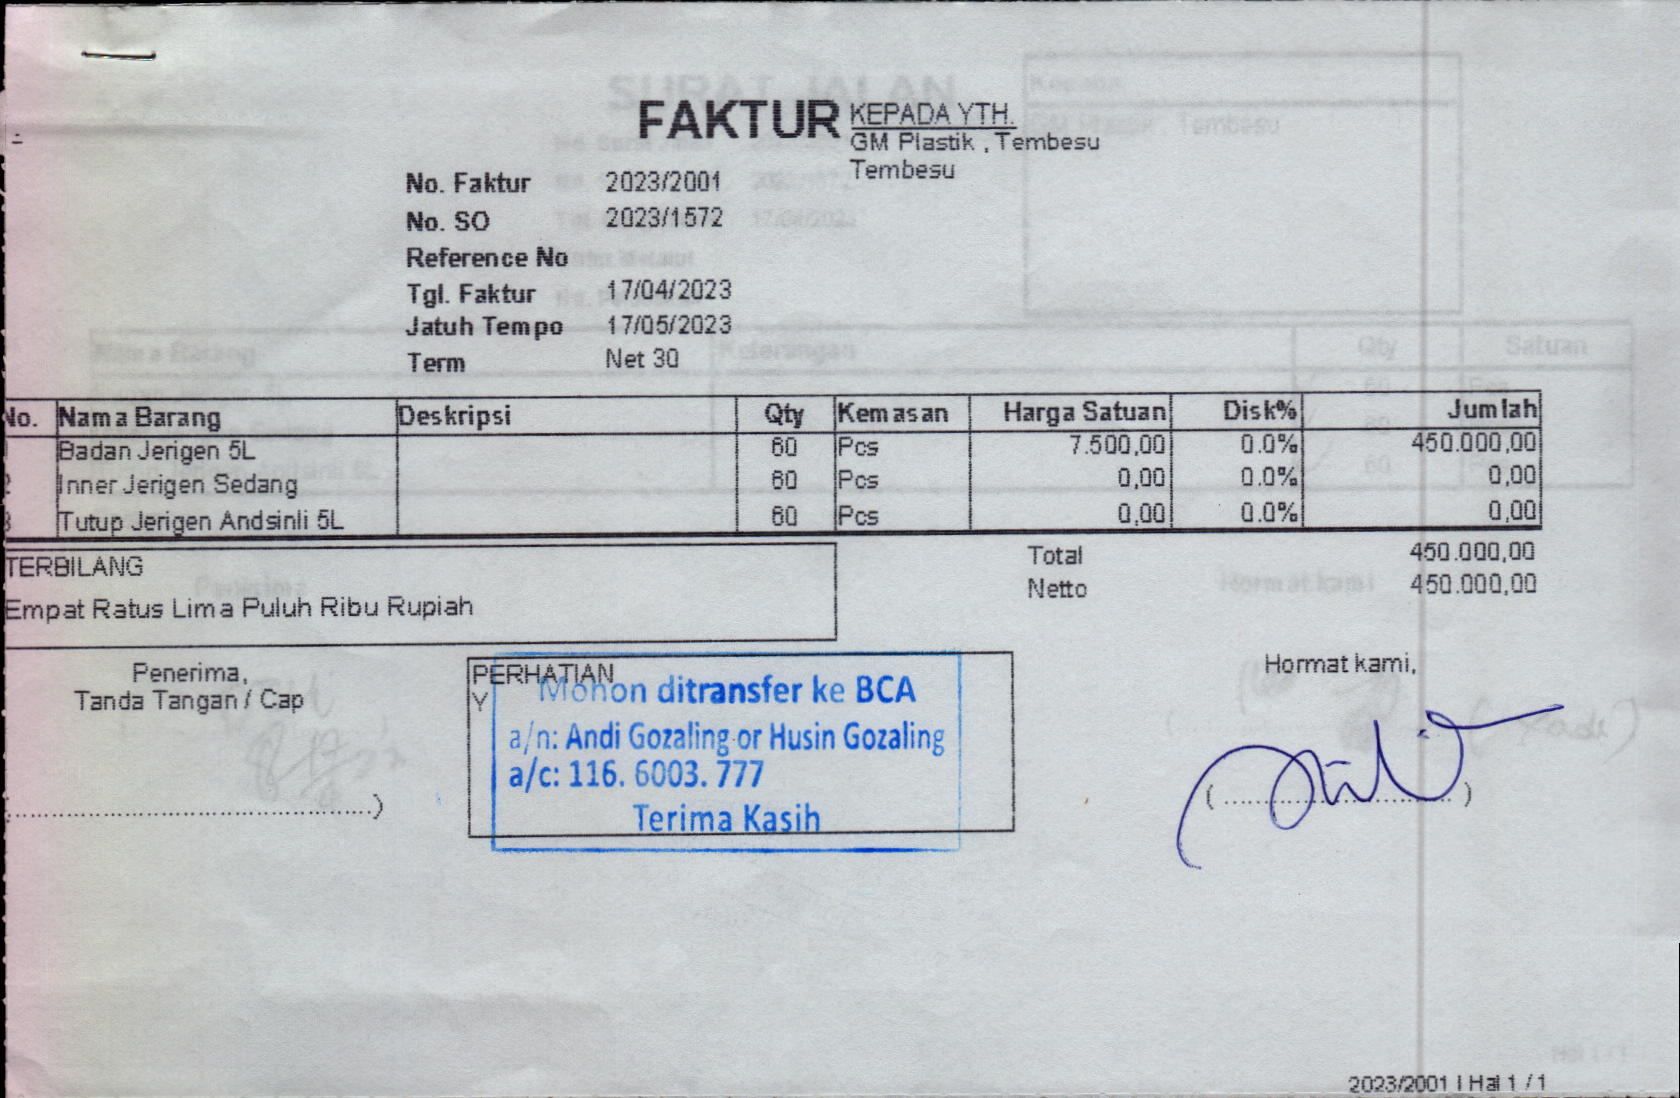 FAKTUR
KEPADA YTH.
GM Plastik , Tembesu
Tembesu
No. Faktur 2023/2001
No. SO 2023/1572
Reference No
Tgl. Faktur 17/04/2023
Jatuh Tempo 17/05/2023
Term Net 30
No. Nama Barang Deskripsi Qty Kemasan Harga Satuan Disk% Jumlah
Badan Jerigen 5L 60 Pcs 7.500,00 0.0% 450.000,00
Inner Jerigen Sedang 60 Pcs 0,00 0.0% 0,00
Tutup Jerigen Andsinli 5L 60 Pcs 0,00 0.0% 0,00
TERBILANG
Empat Ratus Lima Puluh Ribu Rupiah
Total 450.000,00
Netto 450.000,00
Penerima,
Tanda Tangan / Cap
PERHATIAN
Y
Mohon ditransfer ke BCA
a/n: Andi Gozaling or Husin Gozaling
a/c: 116. 6003. 777
Terima Kasih
Hormat kami,
2023/2001 | Hal 1 / 1